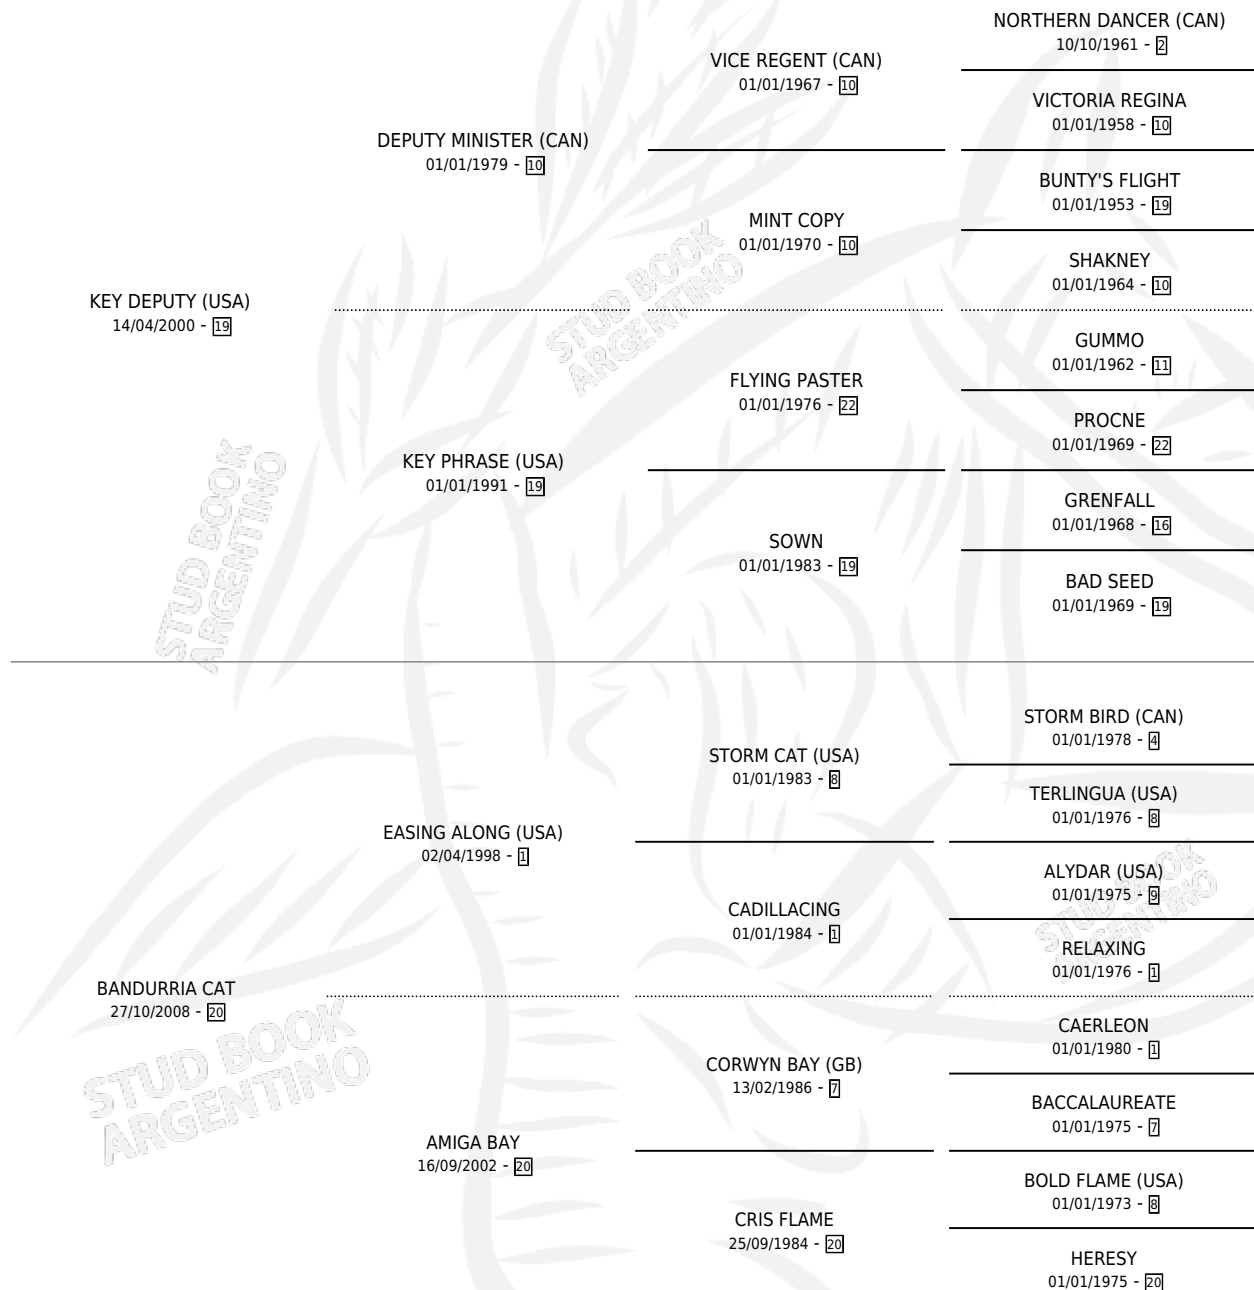 NORTHERN DANCER (CAN)
10/10/1961 - 2
VICE REGENT (CAN)
01/01/1967 - 10
VICTORIA REGINA
01/01/1958 - 10
DEPUTY MINISTER (CAN)
01/01/1979 - 10
BUNTY'S FLIGHT
01/01/1953 - 19
MINT COPY
01/01/1970 - 10
SHAKNEY
01/01/1964 - 10
KEY DEPUTY (USA)
14/04/2000 - 19
GUMMO
01/01/1962 - 11
FLYING PASTER
01/01/1976 - 22
PROCNE
01/01/1969 - 22
KEY PHRASE (USA)
01/01/1991 - 19
GRENFALL
01/01/1968 - 16
SOWN
01/01/1983 - 19
BAD SEED
01/01/1969 - 19
STORM BIRD (CAN)
01/01/1978 - 4
STORM CAT (USA)
01/01/1983 - 8
TERLINGUA (USA)
01/01/1976 - 8
EASING ALONG (USA)
02/04/1998 - 1
ALYDAR (USA)
01/01/1975 - 9
CADILLACING
01/01/1984 - 1
RELAXING
01/01/1976 - 1
BANDURRIA CAT
27/10/2008 - 20
CAERLEON
01/01/1980 - 1
CORWYN BAY (GB)
13/02/1986 - 7
BACCALAUREATE
01/01/1975 - 7
AMIGA BAY
16/09/2002 - 20
BOLD FLAME (USA)
01/01/1973 - 8
CRIS FLAME
25/09/1984 - 20
HERESY
01/01/1975 - 20
STUD BOOK
ARGENTINO
STUD BOOK
ARGENTINO
STUD BOOK
ARGENTINO
STUD BOOK
ARGENTINO